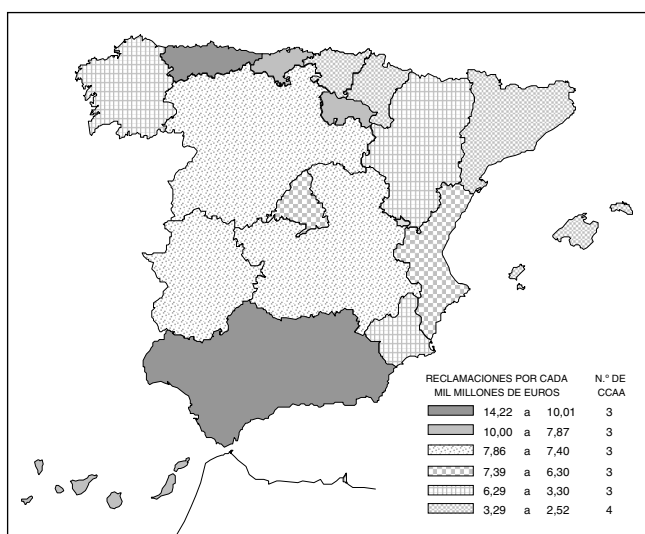 RECLAMACIONES POR CADA N.º DE
MIL MILLONES DE EUROS CCAA
14,22 a 10,01 3
10,00 a 7,87 3
7,86 a 7,40 3
7,39 a 6,30 3
6,29 a 3,30 3
3,29 a 2,52 4